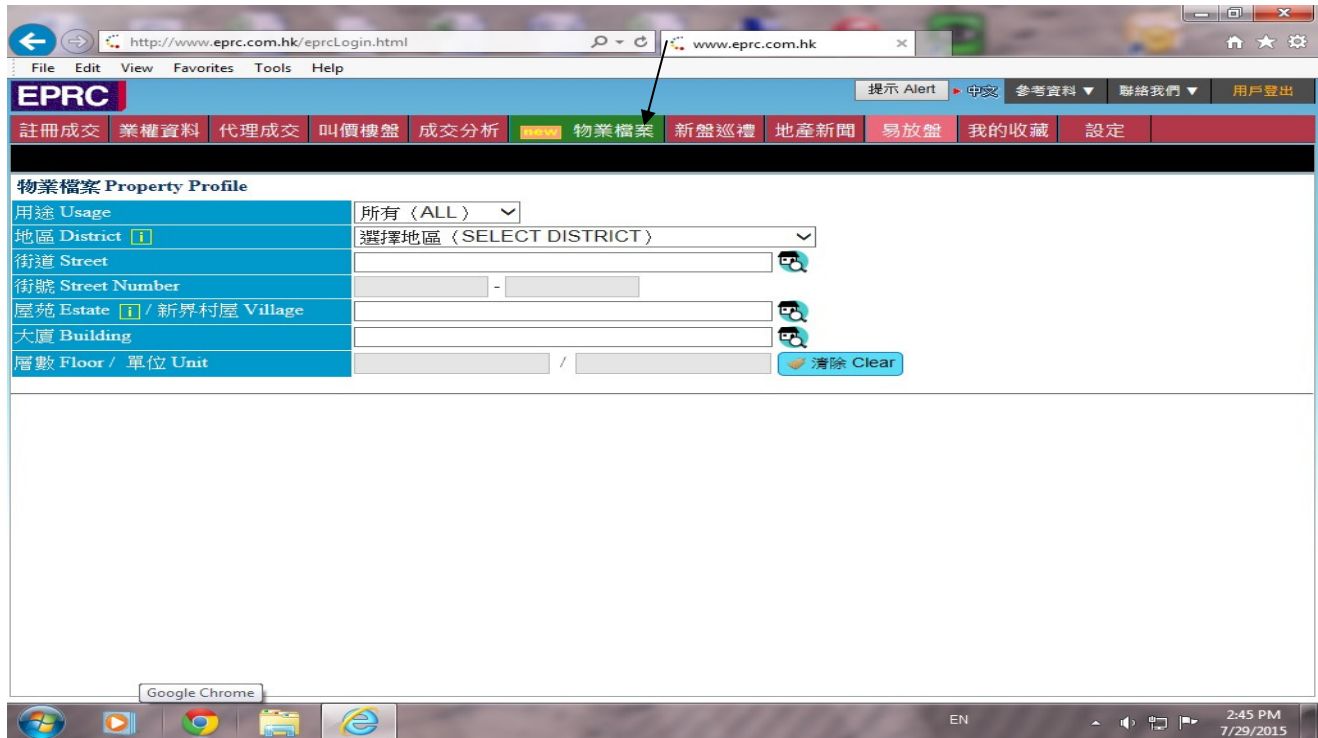 http://www.eprc.com.hk/eprcLogin.html www.eprc.com.hk
File Edit View Favorites Tools Help
EPRC 提示 Alert 中文 參考資料 ▼ 聯絡我們 ▼ 用戶登出
註冊成交 業權資料 代理成交 叫價樓盤 成交分析 new 物業檔案 新盤巡禮 地產新聞 易放盤 我的收藏 設定
物業檔案 Property Profile
用途 Usage 所有（ALL）
地區 District i 選擇地區（SELECT DISTRICT）
街道 Street
街號 Street Number -
屋苑 Estate i / 新界村屋 Village
大廈 Building
層數 Floor / 單位 Unit / 清除 Clear
Google Chrome
EN 2:45 PM
7/29/2015